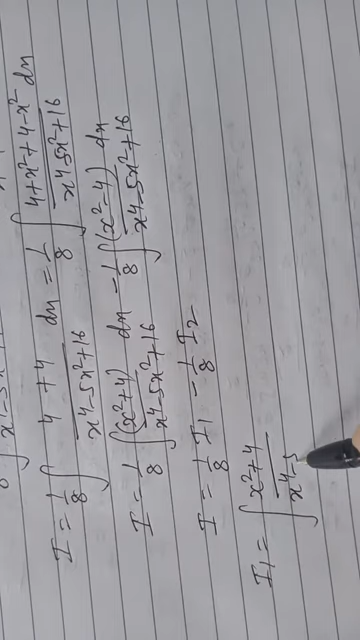 I = 1/8 ∫ 4+4 / x⁴-5x²+16 dx = 1/8 ∫ 4+x²+4-x² / x⁴-5x²+16 dx
I = 1/8 ∫ (x²+4) / x⁴-5x²+16 dx - 1/8 ∫ (x²-4) / x⁴-5x²+16 dx
I = 1/8 I₁ - 1/8 I₂
I₁ = ∫ x²+4 / x⁴-5